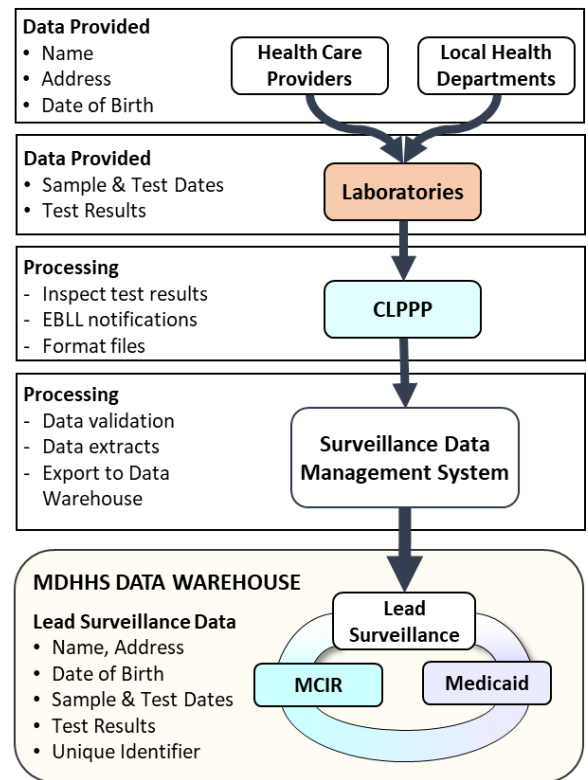 Data Provided
• Name
• Address
• Date of Birth
Health Care
Providers
Local Health
Departments
Data Provided
• Sample & Test Dates
• Test Results
Laboratories
Processing
- Inspect test results
- EBLL notifications
- Format files
CLPPP
Processing
- Data validation
- Data extracts
- Export to Data
Warehouse
Surveillance Data
Management System
MDHHS DATA WAREHOUSE
Lead Surveillance Data
• Name, Address
• Date of Birth
• Sample & Test Dates
• Test Results
• Unique Identifier
Lead
Surveillance
MCIR
Medicaid